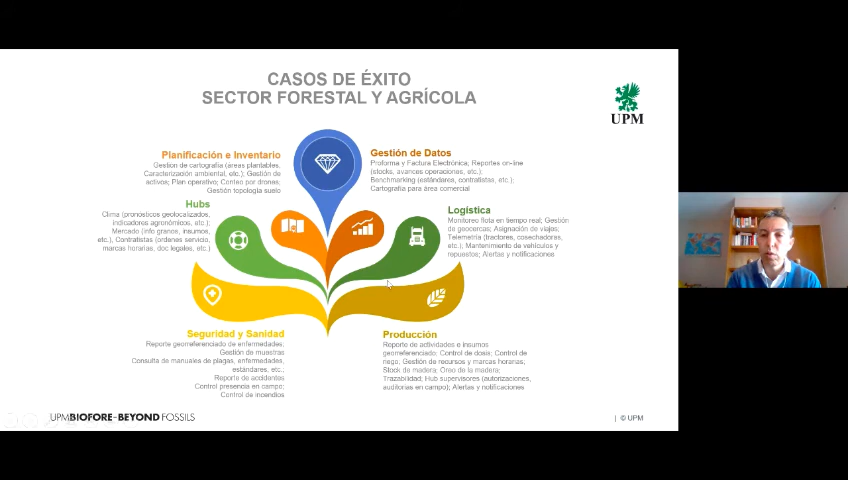 CASOS DE ÉXITO
SECTOR FORESTAL Y AGRÍCOLA
UPM
Planificación e Inventario
Gestión de cartografía (áreas plantables,
Caracterización ambiental, etc.); Gestión de
activos; Plan operativo; Conteo por drones;
Gestión topología suelo
Gestión de Datos
Proforma y Factura Electrónica; Reportes on-line
(stocks, avances operaciones, etc.);
Benchmarking (estándares, contratistas, etc.);
Cartografía para área comercial
Hubs
Clima (pronósticos geolocalizados,
indicadores agronómicos, etc.);
Mercado (info granos, insumos,
etc.), Contratistas (ordenes servicio,
marcas horarias, doc legales, etc.)
Logística
Monitoreo flota en tiempo real; Gestión
de geocercas; Asignación de viajes;
Telemetría (tractores, cosechadoras,
etc.); Mantenimiento de vehículos y
repuestos; Alertas y notificaciones
Seguridad y Sanidad
Reporte georreferenciado de enfermedades;
Gestión de muestras
Consulta de manuales de plagas, enfermedades,
estándares, etc.;
Reporte de accidentes
Control presencia en campo;
Control de incendios
Producción
Reporte de actividades e insumos
georreferenciado; Control de dosis; Control de
riego; Gestión de recursos y marcas horarias;
Stock de madera; Oreo de la madera;
Trazabilidad; Hub supervisores (autorizaciones,
auditorias en campo); Alertas y notificaciones
UPM BIOFORE-BEYOND FOSSILS
| © UPM